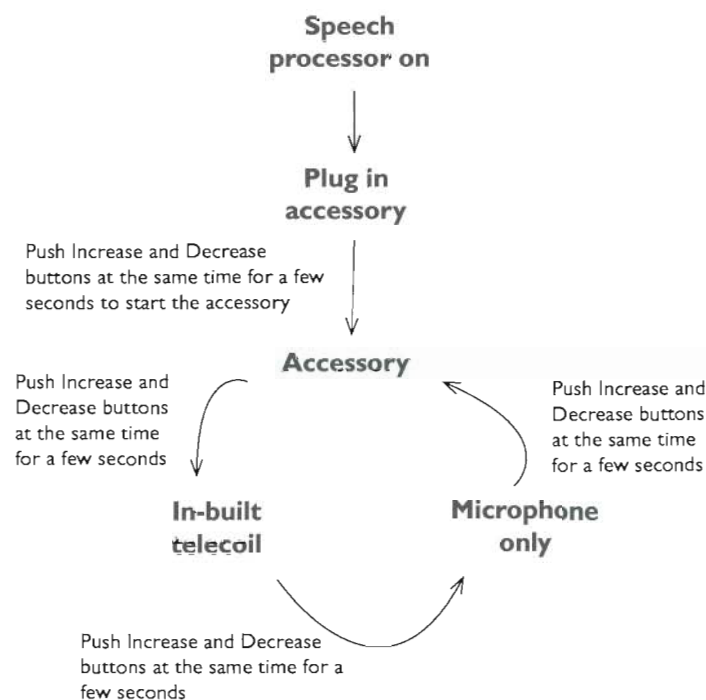 Speech
processor on
Plug in
accessory
Push Increase and Decrease
buttons at the same time for a few
seconds to start the accessory
Accessory
Push Increase and
Decrease buttons
at the same time
for a few seconds
Push Increase and
Decrease buttons
at the same time
for a few seconds
In-built
telecoil
Microphone
only
Push Increase and Decrease
buttons at the same time for a
few seconds